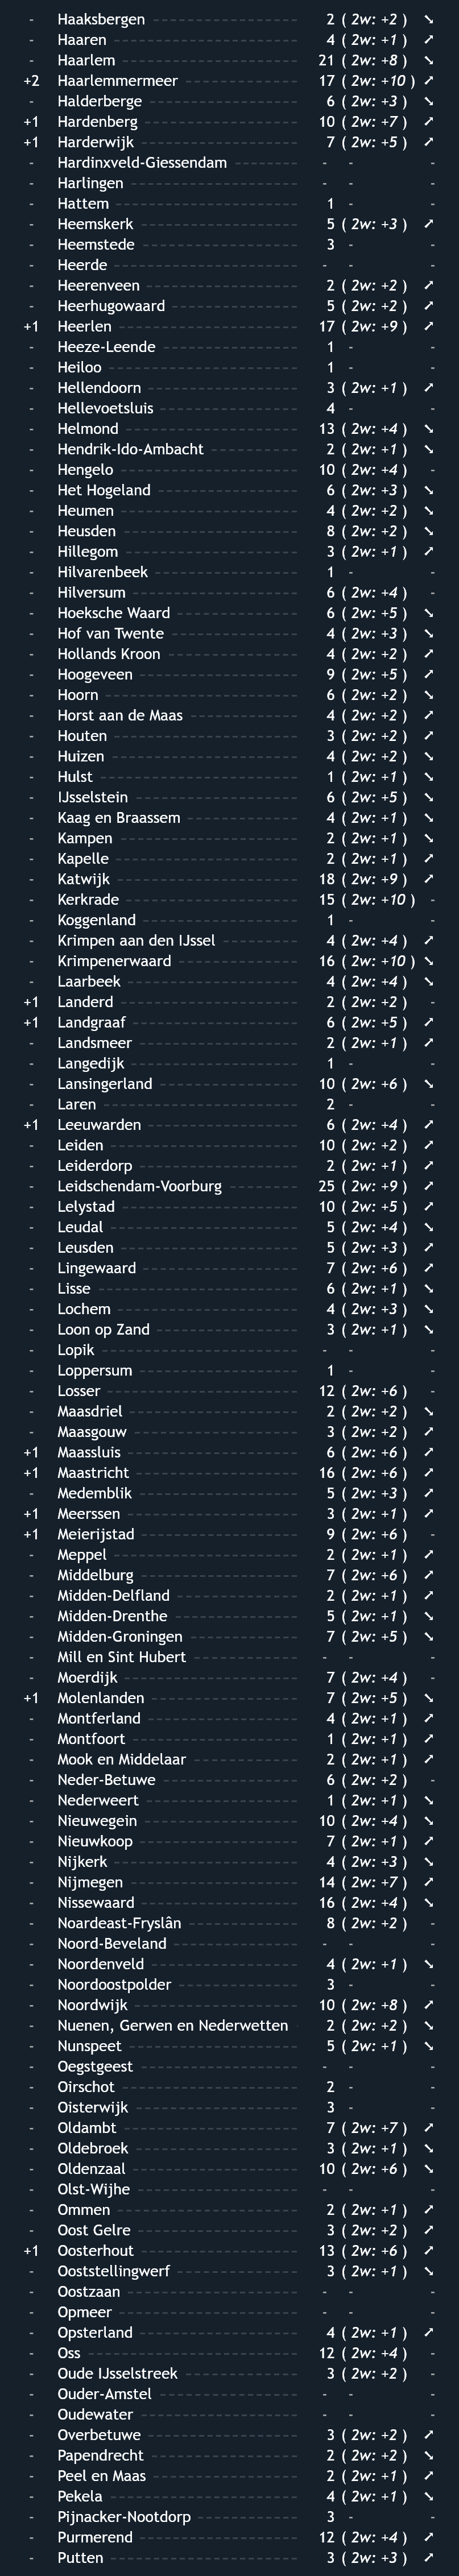 - Haaksbergen 2 ( 2w: +2 ) ↘
- Haaren 4 ( 2w: +1 ) ↗
- Haarlem 21 ( 2w: +8 ) ↘
+2 Haarlemmermeer 17 ( 2w: +10 ) ↗
- Halderberge 6 ( 2w: +3 ) ↘
+1 Hardenberg 10 ( 2w: +7 ) ↗
+1 Harderwijk 7 ( 2w: +5 ) ↗
- Hardinxveld-Giessendam - - -
- Harlingen - - -
- Hattem 1 - -
- Heemskerk 5 ( 2w: +3 ) ↗
- Heemstede 3 - -
- Heerde - - -
- Heerenveen 2 ( 2w: +2 ) ↗
- Heerhugowaard 5 ( 2w: +2 ) ↗
+1 Heerlen 17 ( 2w: +9 ) ↗
- Heeze-Leende 1 - -
- Heiloo 1 - -
- Hellendoorn 3 ( 2w: +1 ) ↗
- Hellevoetsluis 4 - -
- Helmond 13 ( 2w: +4 ) ↘
- Hendrik-Ido-Ambacht 2 ( 2w: +1 ) ↘
- Hengelo 10 ( 2w: +4 ) -
- Het Hogeland 6 ( 2w: +3 ) ↘
- Heumen 4 ( 2w: +2 ) ↘
- Heusden 8 ( 2w: +2 ) ↘
- Hillegom 3 ( 2w: +1 ) ↗
- Hilvarenbeek 1 - -
- Hilversum 6 ( 2w: +4 ) -
- Hoeksche Waard 6 ( 2w: +5 ) ↘
- Hof van Twente 4 ( 2w: +3 ) ↘
- Hollands Kroon 4 ( 2w: +2 ) ↗
- Hoogeveen 9 ( 2w: +5 ) ↗
- Hoorn 6 ( 2w: +2 ) ↘
- Horst aan de Maas 4 ( 2w: +2 ) ↗
- Houten 3 ( 2w: +2 ) ↗
- Huizen 4 ( 2w: +2 ) ↘
- Hulst 1 ( 2w: +1 ) ↘
- IJsselstein 6 ( 2w: +5 ) ↘
- Kaag en Braassem 4 ( 2w: +1 ) ↘
- Kampen 2 ( 2w: +1 ) ↘
- Kapelle 2 ( 2w: +1 ) ↗
- Katwijk 18 ( 2w: +9 ) ↗
- Kerkrade 15 ( 2w: +10 ) -
- Koggenland 1 - -
- Krimpen aan den IJssel 4 ( 2w: +4 ) ↗
- Krimpenerwaard 16 ( 2w: +10 ) ↘
- Laarbeek 4 ( 2w: +4 ) ↘
+1 Landerd 2 ( 2w: +2 ) -
+1 Landgraaf 6 ( 2w: +5 ) ↗
- Landsmeer 2 ( 2w: +1 ) ↗
- Langedijk 1 - -
- Lansingerland 10 ( 2w: +6 ) ↘
- Laren 2 - -
+1 Leeuwarden 6 ( 2w: +4 ) ↗
- Leiden 10 ( 2w: +2 ) ↗
- Leiderdorp 2 ( 2w: +1 ) ↗
- Leidschendam-Voorburg 25 ( 2w: +9 ) ↗
- Lelystad 10 ( 2w: +5 ) ↗
- Leudal 5 ( 2w: +4 ) ↘
- Leusden 5 ( 2w: +3 ) ↗
- Lingewaard 7 ( 2w: +6 ) ↗
- Lisse 6 ( 2w: +1 ) ↘
- Lochem 4 ( 2w: +3 ) ↘
- Loon op Zand 3 ( 2w: +1 ) ↘
- Lopik - - -
- Loppersum 1 - -
- Losser 12 ( 2w: +6 ) -
- Maasdriel 2 ( 2w: +2 ) ↘
- Maasgouw 3 ( 2w: +2 ) ↗
+1 Maassluis 6 ( 2w: +6 ) ↗
+1 Maastricht 16 ( 2w: +6 ) ↗
- Medemblik 5 ( 2w: +3 ) ↗
+1 Meerssen 3 ( 2w: +1 ) ↗
+1 Meierijstad 9 ( 2w: +6 ) -
- Meppel 2 ( 2w: +1 ) ↗
- Middelburg 7 ( 2w: +6 ) ↗
- Midden-Delfland 2 ( 2w: +1 ) ↗
- Midden-Drenthe 5 ( 2w: +1 ) ↘
- Midden-Groningen 7 ( 2w: +5 ) ↘
- Mill en Sint Hubert - - -
- Moerdijk 7 ( 2w: +4 ) -
+1 Molenlanden 7 ( 2w: +5 ) ↘
- Montferland 4 ( 2w: +1 ) ↗
- Montfoort 1 ( 2w: +1 ) ↗
- Mook en Middelaar 2 ( 2w: +1 ) ↗
- Neder-Betuwe 6 ( 2w: +2 ) -
- Nederweert 1 ( 2w: +1 ) ↘
- Nieuwegein 10 ( 2w: +4 ) ↘
- Nieuwkoop 7 ( 2w: +1 ) ↗
- Nijkerk 4 ( 2w: +3 ) ↘
- Nijmegen 14 ( 2w: +7 ) ↗
- Nissewaard 16 ( 2w: +4 ) ↘
- Noardeast-Fryslân 8 ( 2w: +2 ) -
- Noord-Beveland - - -
- Noordenveld 4 ( 2w: +1 ) ↘
- Noordoostpolder 3 - -
- Noordwijk 10 ( 2w: +8 ) ↗
- Nuenen, Gerwen en Nederwetten 2 ( 2w: +2 ) ↘
- Nunspeet 5 ( 2w: +1 ) ↘
- Oegstgeest - - -
- Oirschot 2 - -
- Oisterwijk 3 - -
- Oldambt 7 ( 2w: +7 ) ↗
- Oldebroek 3 ( 2w: +1 ) ↘
- Oldenzaal 10 ( 2w: +6 ) ↘
- Olst-Wijhe - - -
- Ommen 2 ( 2w: +1 ) ↗
- Oost Gelre 3 ( 2w: +2 ) ↗
+1 Oosterhout 13 ( 2w: +6 ) ↗
- Ooststellingwerf 3 ( 2w: +1 ) ↘
- Oostzaan - - -
- Opmeer - - -
- Opsterland 4 ( 2w: +1 ) ↗
- Oss 12 ( 2w: +4 ) -
- Oude IJsselstreek 3 ( 2w: +2 ) -
- Ouder-Amstel - - -
- Oudewater - - -
- Overbetuwe 3 ( 2w: +2 ) ↗
- Papendrecht 2 ( 2w: +2 ) ↘
- Peel en Maas 2 ( 2w: +1 ) ↗
- Pekela 4 ( 2w: +1 ) ↘
- Pijnacker-Nootdorp 3 - -
- Purmerend 12 ( 2w: +4 ) ↗
- Putten 3 ( 2w: +3 ) ↗